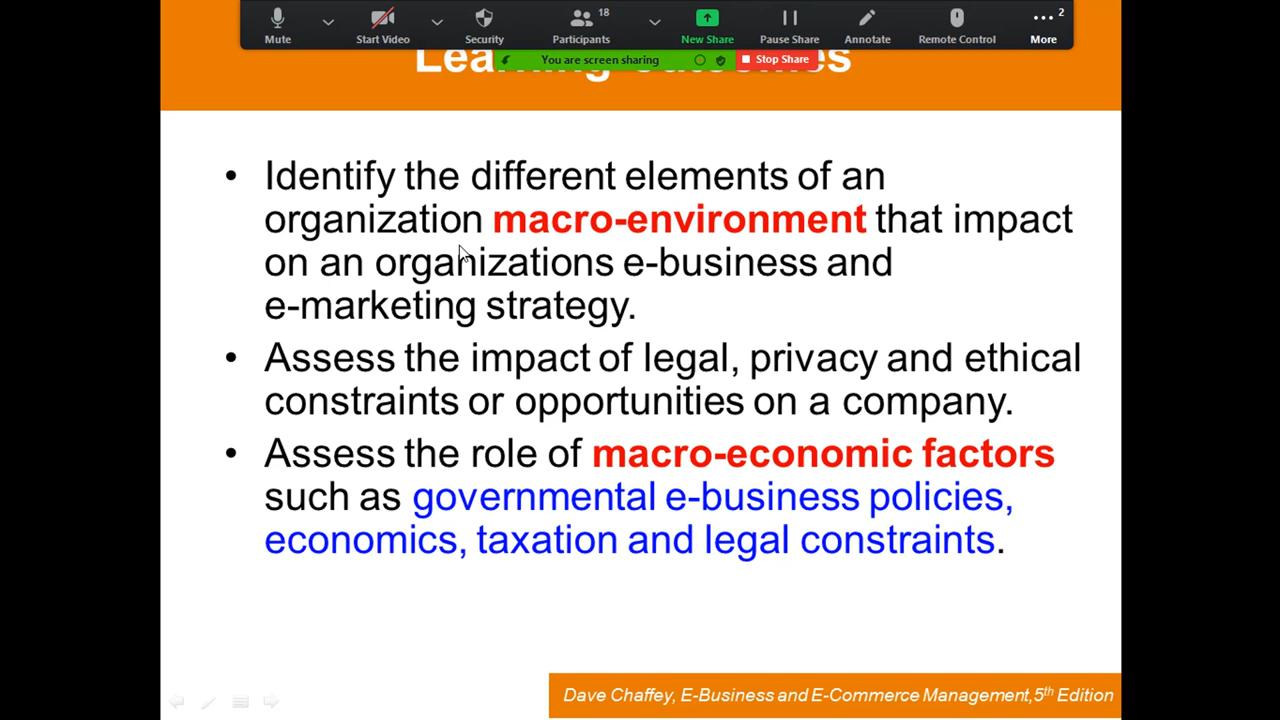 Mute
Start Video
Security
Participants
18
New Share
Pause Share
Annotate
Remote Control
More
2
You are screen sharing
Stop Share
• Identify the different elements of an
organization macro-environment that impact
on an organizations e-business and
e-marketing strategy.
• Assess the impact of legal, privacy and ethical
constraints or opportunities on a company.
• Assess the role of macro-economic factors
such as governmental e-business policies,
economics, taxation and legal constraints.
Dave Chaffey, E-Business and E-Commerce Management,5th Edition